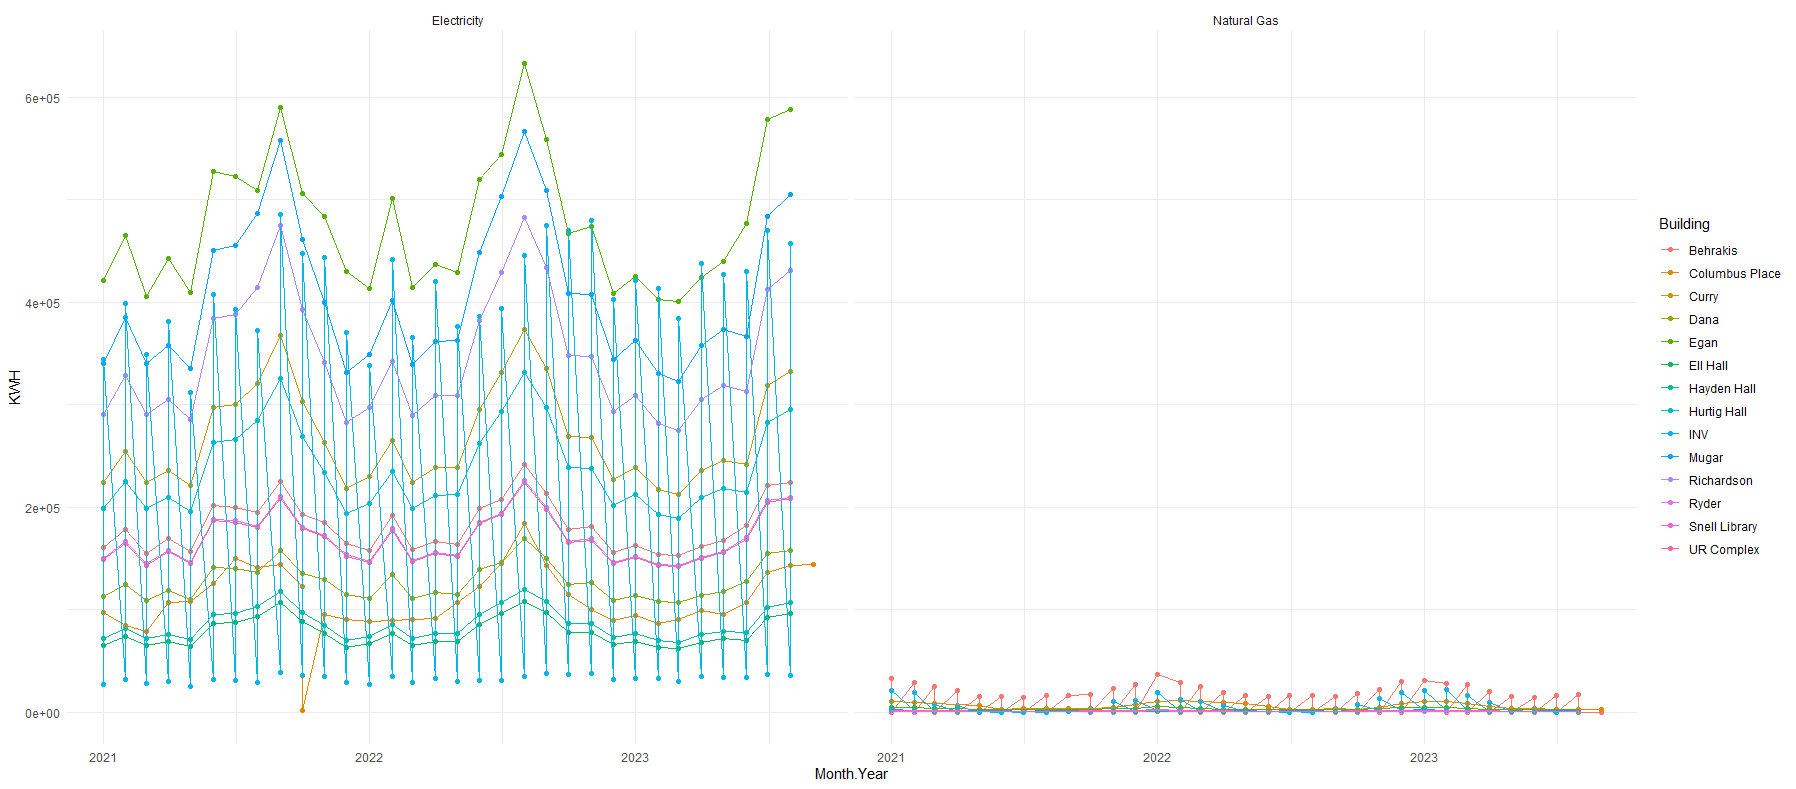 Electricity
Natural Gas
6e+05
4e+05
2e+05
0e+00
KWH
2021
2022
2023
2021
2022
2023
Month.Year
Building
Behrakis
Columbus Place
Curry
Dana
Egan
Ell Hall
Hayden Hall
Hurtig Hall
INV
Mugar
Richardson
Ryder
Snell Library
UR Complex